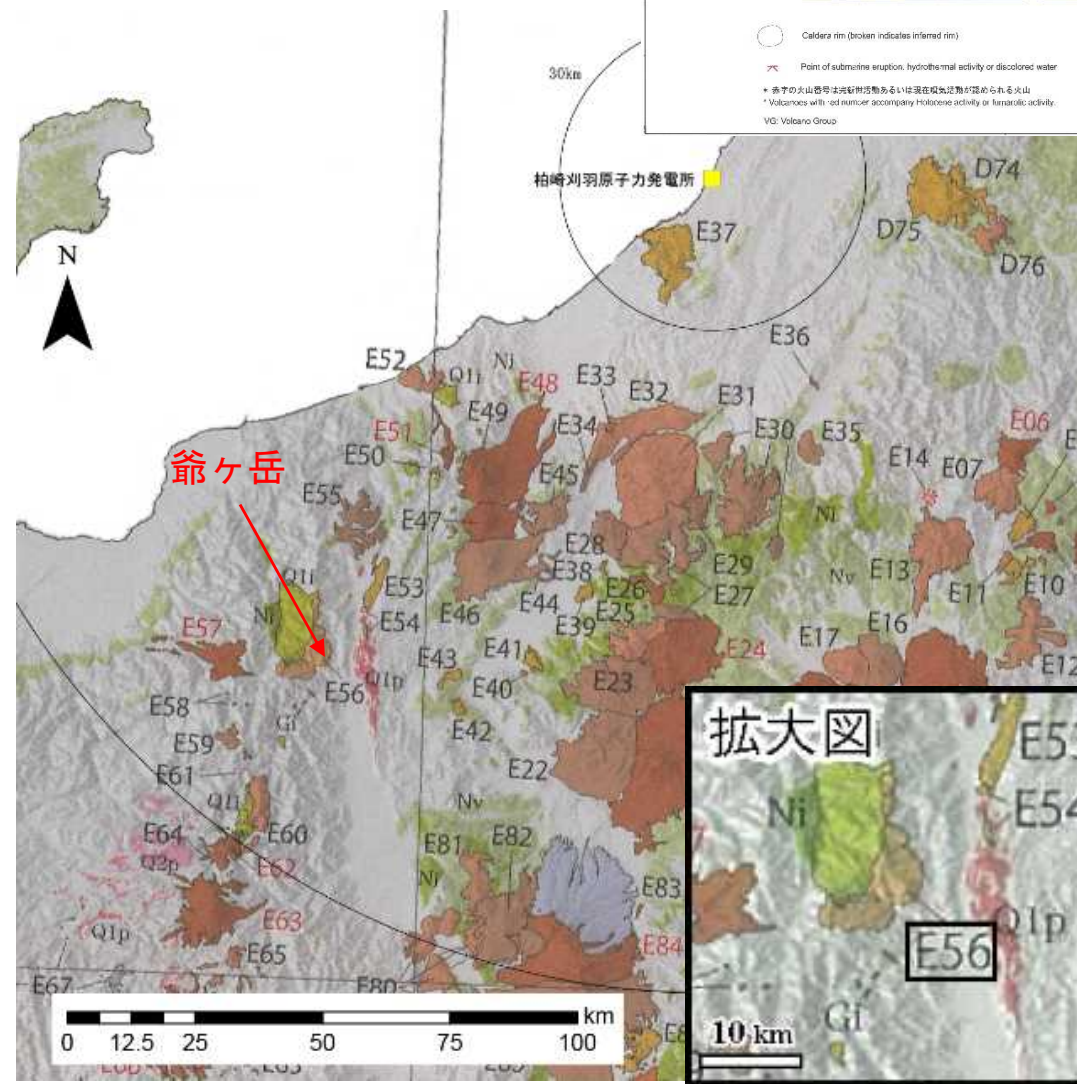 Caldera rim (broken indicates inferred rim)
Point of submarine eruption, hydrothermal activity or discolored water
* 赤字の火山番号は完新世活動あるいは現在噴気活動が認められる火山
* Volcanoes with red number accompany Holocene activity or fumarolic activity.
VG: Volcano Group
30km
柏崎刈羽原子力発電所
N
D74
D75
D76
E37
E36
E52
Q1i
Ni
E48
E33
E32
E31
E49
E51
E34
E30
E35
E06
E50
E45
E14
E07
爺ヶ岳
E55
E47
Ni
E28
E38
E29
Nv
E13
E11
E10
Q1i
E53
E46
E44
E26
E25
E27
Ni
E54
E39
E57
E41
E24
E17
E16
E12
E43
Q1p
E40
E23
E56
E58
Gi
E42
E59
E22
E61
Nv
Q1i
E64
E60
E81
E82
Q2p
E62
Ni
E83
E63
Q1p
E84
E65
E67
E80
km
0 12.5 25 50 75 100
拡大図
E53
Ni
E54
Q1p
E56
Gi
10 km